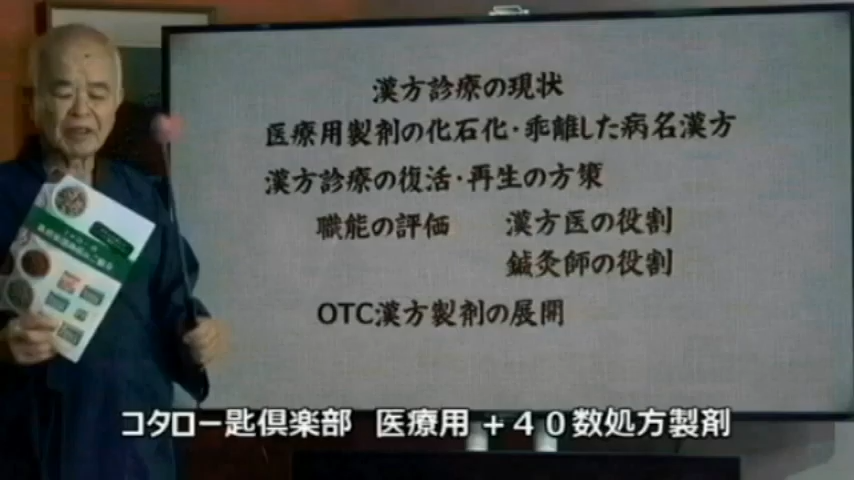 漢方診療の現状
医療用製剤の化石化・乖離した病名漢方
漢方診療の復活・再生の方策
職能の評価 漢方医の役割
鍼灸師の役割
OTC漢方製剤の展開
コタロー匙倶楽部 医療用+40数処方製剤